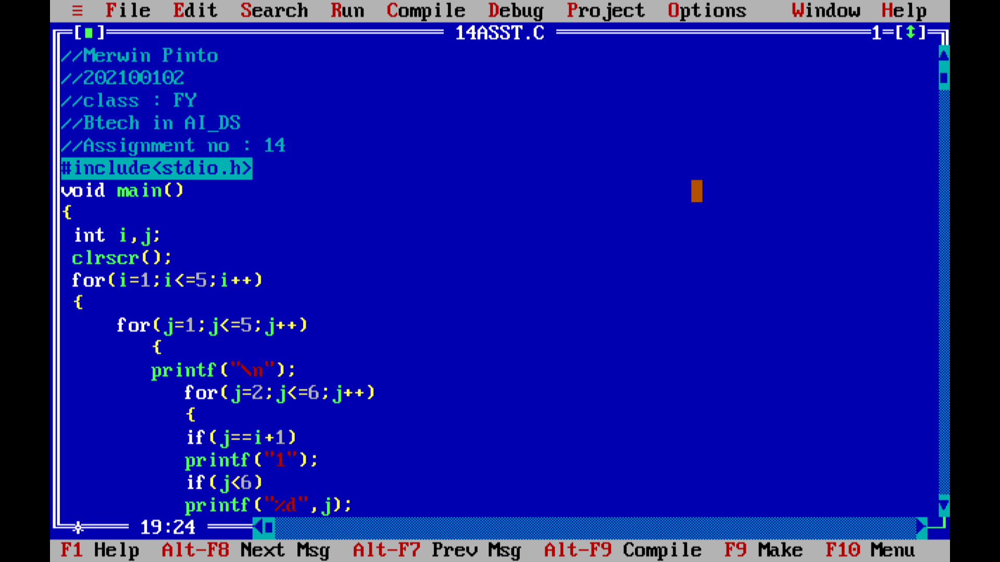 ≡ File Edit Search Run Compile Debug Project Options Window Help
[■] 14ASST.C 1=[↕]
//Merwin Pinto
//202100102
//class : FY
//Btech in AI_DS
//Assignment no : 14
#include<stdio.h>
void main()
{
int i,j;
clrscr();
for(i=1;i<=5;i++)
{
for(j=1;j<=5;j++)
{
printf("\n");
for(j=2;j<=6;j++)
{
if(j==i+1)
printf("1");
if(j<6)
printf("%d",j);
19:24
F1 Help Alt-F8 Next Msg Alt-F7 Prev Msg Alt-F9 Compile F9 Make F10 Menu